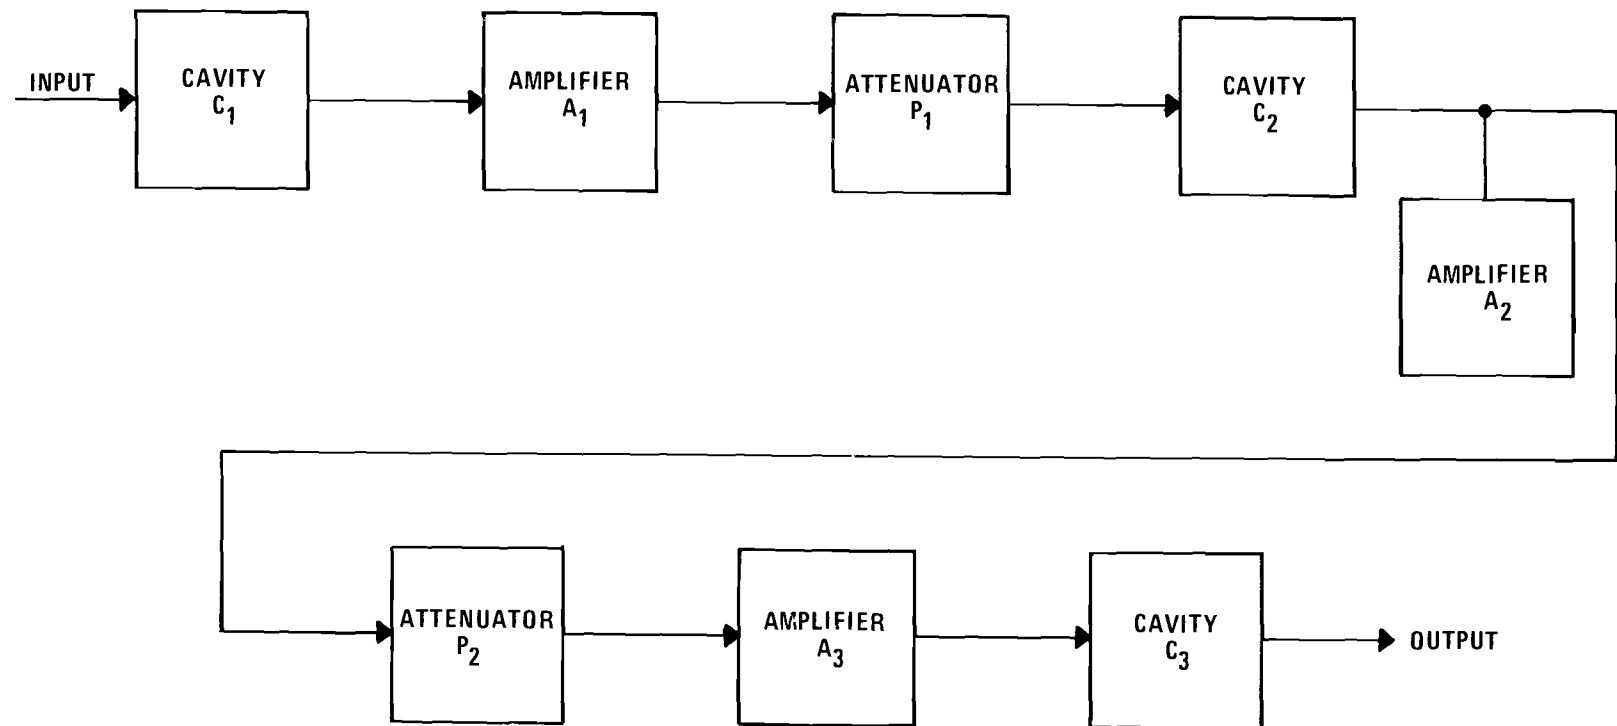 INPUT
CAVITY
C1
AMPLIFIER
A1
ATTENUATOR
P1
CAVITY
C2
AMPLIFIER
A2
ATTENUATOR
P2
AMPLIFIER
A3
CAVITY
C3
OUTPUT